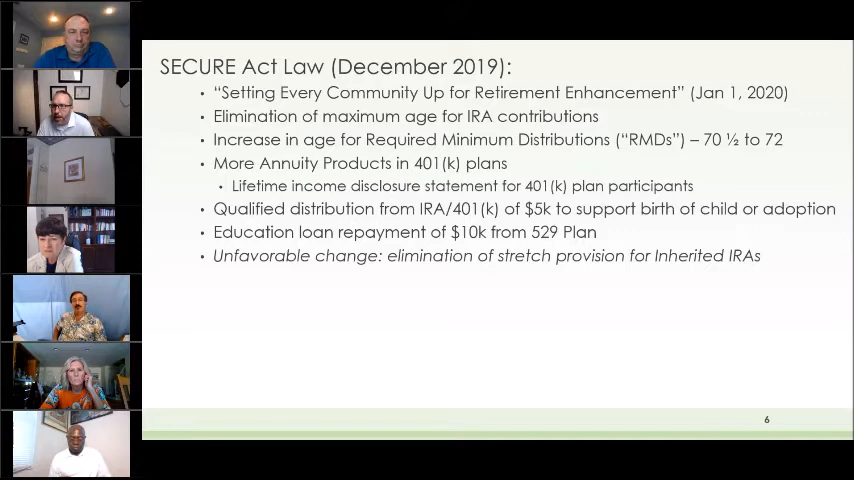 SECURE Act Law (December 2019):
• “Setting Every Community Up for Retirement Enhancement” (Jan 1, 2020)
• Elimination of maximum age for IRA contributions
• Increase in age for Required Minimum Distributions (“RMDs”) – 70 ½ to 72
• More Annuity Products in 401(k) plans
• Lifetime income disclosure statement for 401(k) plan participants
• Qualified distribution from IRA/401(k) of $5k to support birth of child or adoption
• Education loan repayment of $10k from 529 Plan
• Unfavorable change: elimination of stretch provision for Inherited IRAs
6